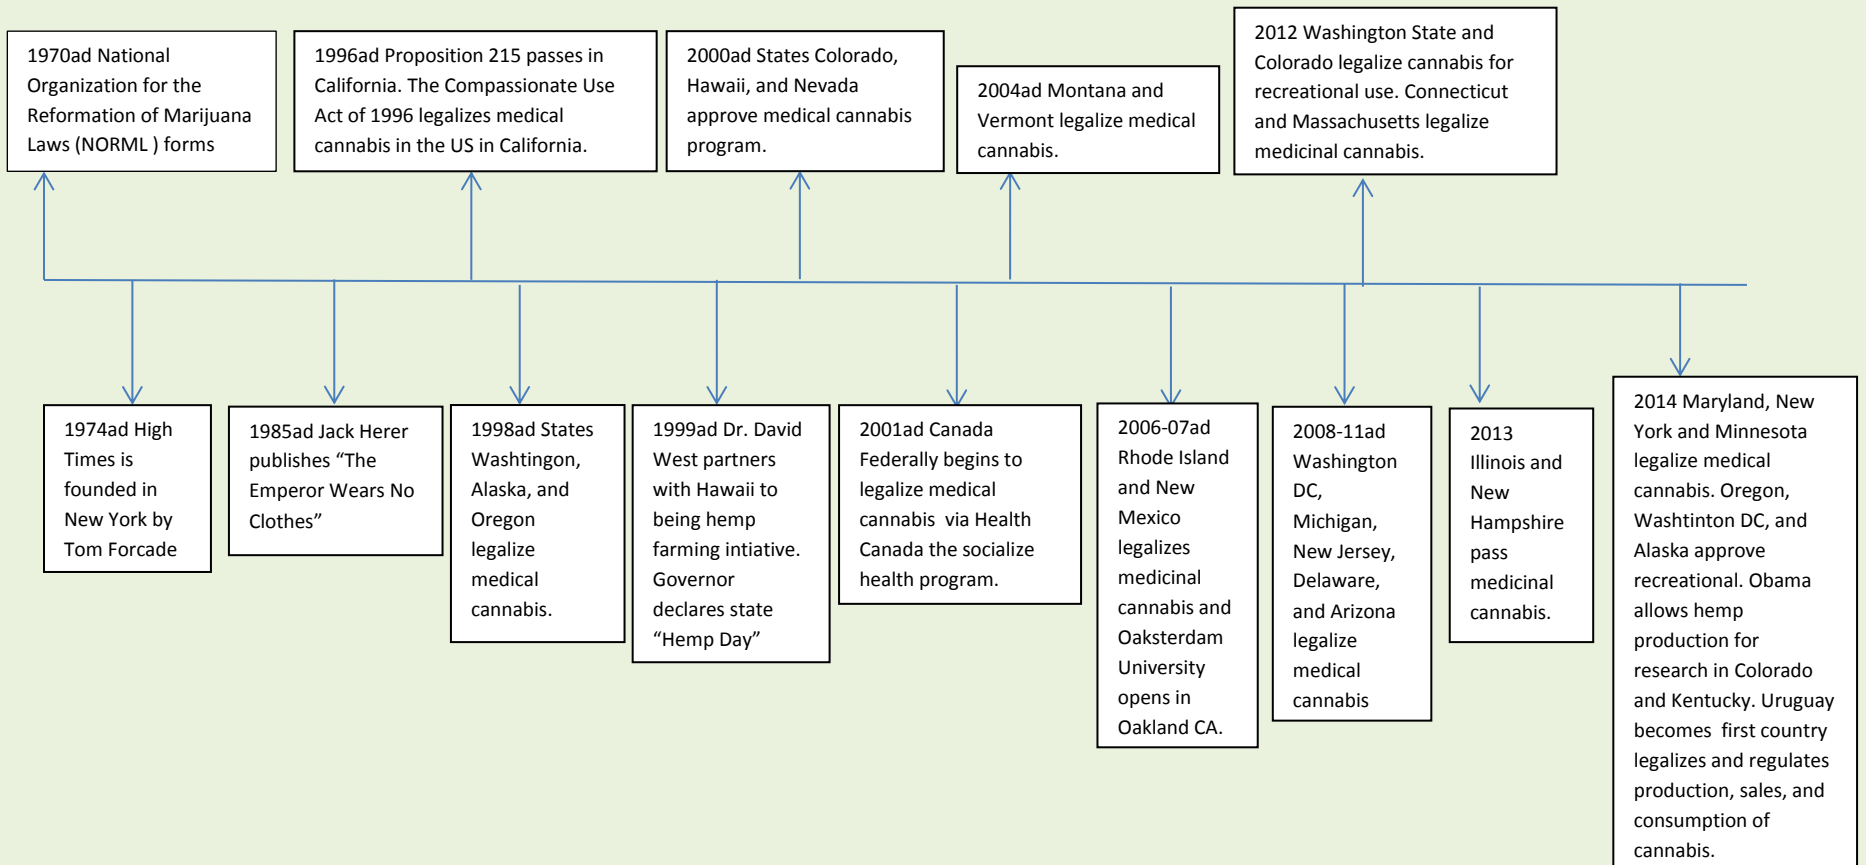 1970ad National
Organization for the
Reformation of Marijuana
Laws (NORML ) forms
1996ad Proposition 215 passes in
California. The Compassionate Use
Act of 1996 legalizes medical
cannabis in the US in California.
2000ad States Colorado,
Hawaii, and Nevada
approve medical cannabis
program.
2004ad Montana and
Vermont legalize medical
cannabis.
2012 Washington State and
Colorado legalize cannabis for
recreational use. Connecticut
and Massachusetts legalize
medicinal cannabis.
1974ad High
Times is
founded in
New York by
Tom Forcade
1985ad Jack Herer
publishes “The
Emperor Wears No
Clothes”
1998ad States
Washtingon,
Alaska, and
Oregon
legalize
medical
cannabis.
1999ad Dr. David
West partners
with Hawaii to
being hemp
farming intiative.
Governor
declares state
“Hemp Day”
2001ad Canada
Federally begins to
legalize medical
cannabis via Health
Canada the socialize
health program.
2006-07ad
Rhode Island
and New
Mexico
legalizes
medicinal
cannabis and
Oaksterdam
University
opens in
Oakland CA.
2008-11ad
Washington
DC,
Michigan,
New Jersey,
Delaware,
and Arizona
legalize
medical
cannabis
2013
Illinois and
New
Hampshire
pass
medicinal
cannabis.
2014 Maryland, New
York and Minnesota
legalize medical
cannabis. Oregon,
Washtinton DC, and
Alaska approve
recreational. Obama
allows hemp
production for
research in Colorado
and Kentucky. Uruguay
becomes first country
legalizes and regulates
production, sales, and
consumption of
cannabis.